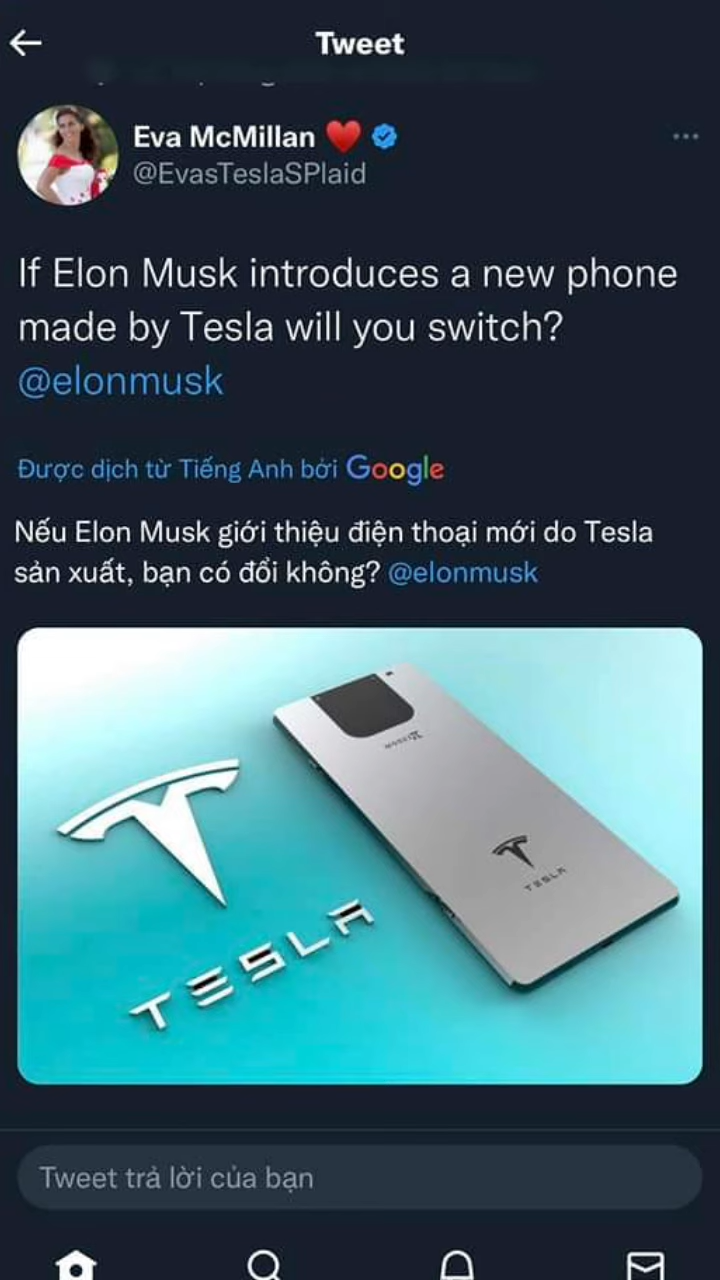 Tweet
Eva McMillan ❤️
@EvasTeslaSPlaid
If Elon Musk introduces a new phone
made by Tesla will you switch?
@elonmusk
Được dịch từ Tiếng Anh bởi Google
Nếu Elon Musk giới thiệu điện thoại mới do Tesla
sản xuất, bạn có đổi không? @elonmusk
TESLA
TESLA
Tweet trả lời của bạn